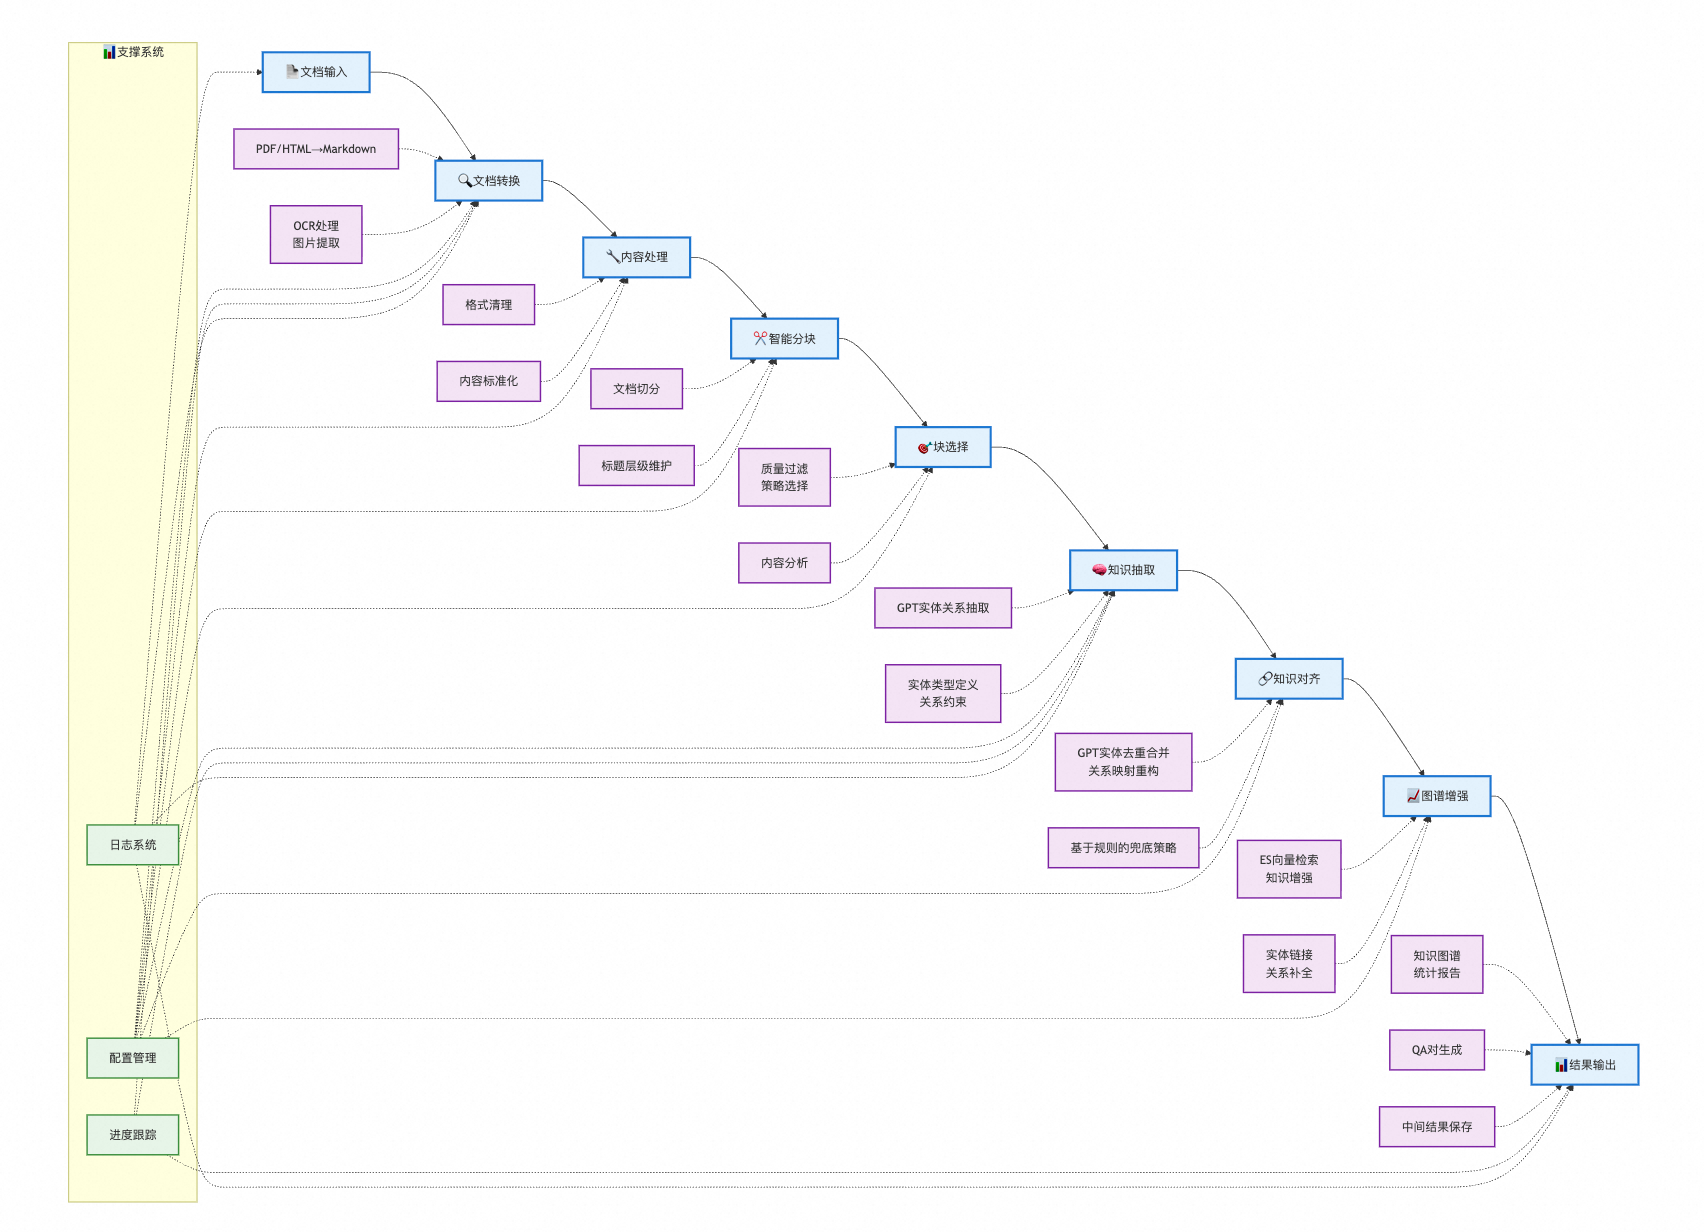 支撑系统
文档输入
PDF/HTML→Markdown
文档转换
OCR处理
图片提取
内容处理
格式清理
智能分块
内容标准化
文档切分
块选择
标题层级维护
质量过滤
策略选择
内容分析
知识抽取
GPT实体关系抽取
实体类型定义
关系约束
知识对齐
GPT实体去重合并
关系映射重构
图谱增强
日志系统
基于规则的兜底策略
ES向量检索
知识增强
实体链接
关系补全
知识图谱
统计报告
配置管理
QA对生成
结果输出
进度跟踪
中间结果保存